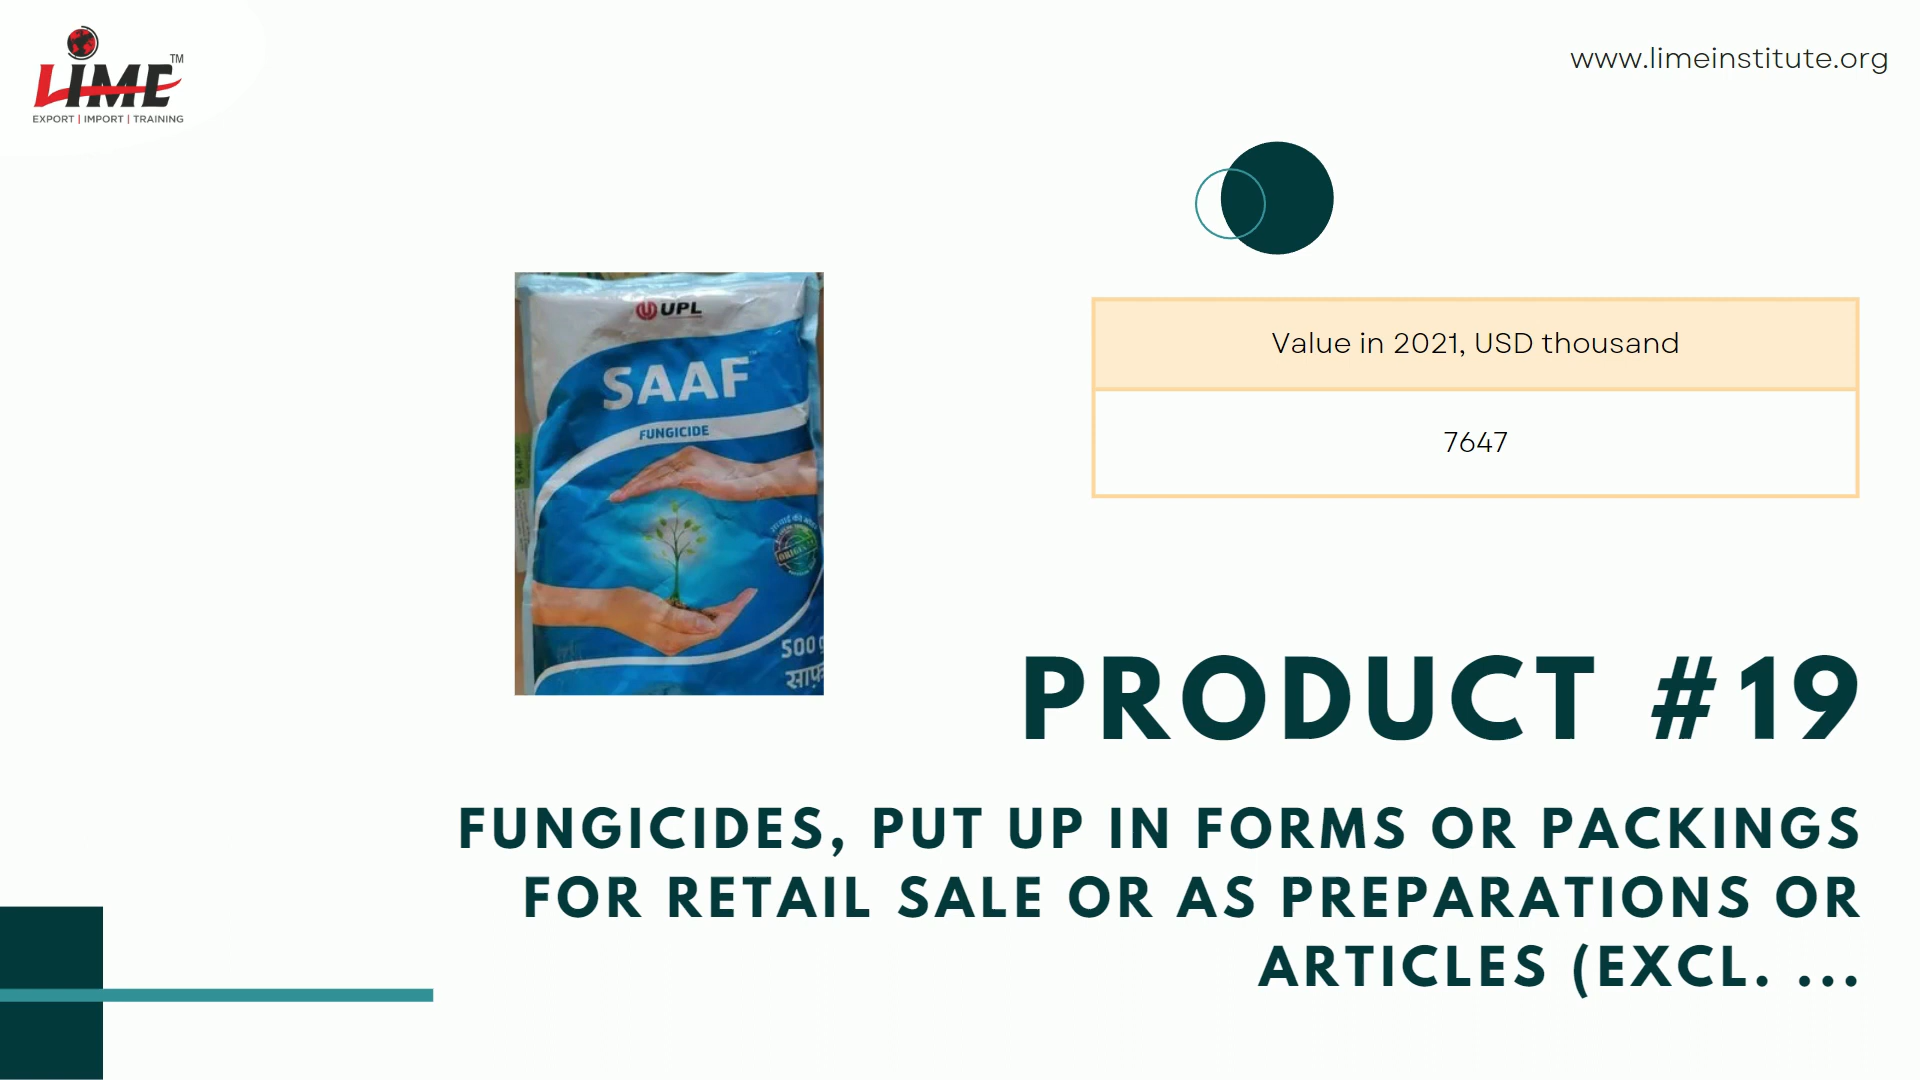 LIME TM
EXPORT | IMPORT | TRAINING
www.limeinstitute.org
Value in 2021, USD thousand
7647
UPL
SAAF
FUNGICIDE
ORIGINAL
500 g
साफ़
PRODUCT #19
FUNGICIDES, PUT UP IN FORMS OR PACKINGS
FOR RETAIL SALE OR AS PREPARATIONS OR
ARTICLES (EXCL. ...